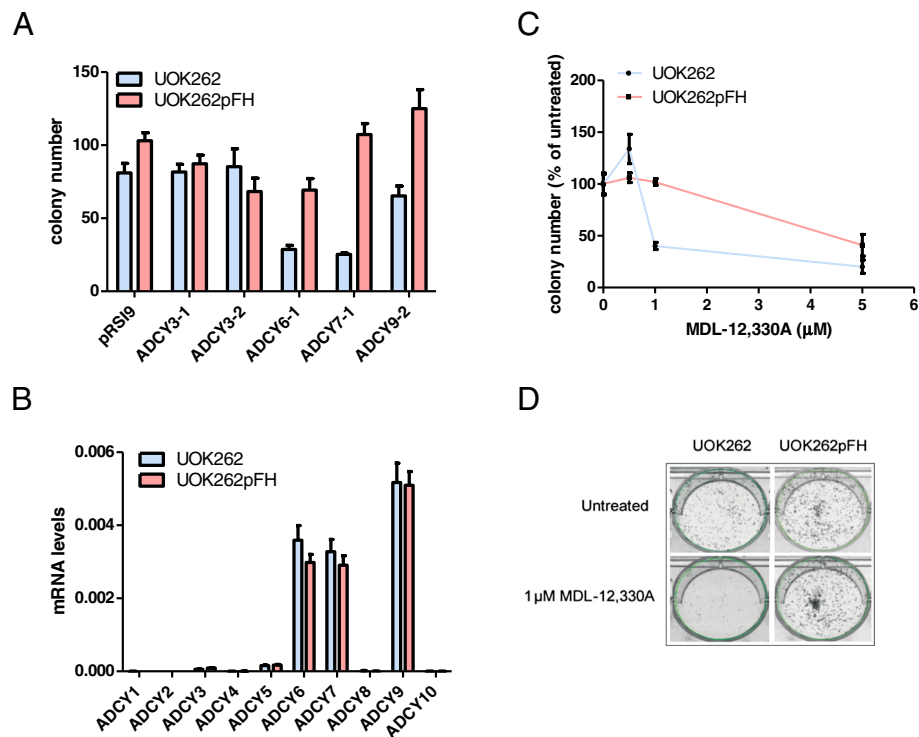 A
colony number
150
100
50
0
UOK262
UOK262pFH
pRSI9
ADCY3-1
ADCY3-2
ADCY6-1
ADCY7-1
ADCY9-2
B
mRNA levels
0.006
0.004
0.002
0.000
UOK262
UOK262pFH
ADCY1
ADCY2
ADCY3
ADCY4
ADCY5
ADCY6
ADCY7
ADCY8
ADCY9
ADCY10
C
colony number (% of untreated)
200
150
100
50
0
UOK262
UOK262pFH
0 1 2 3 4 5 6
MDL-12,330A (µM)
D
UOK262 UOK262pFH
Untreated
1µM MDL-12,330A